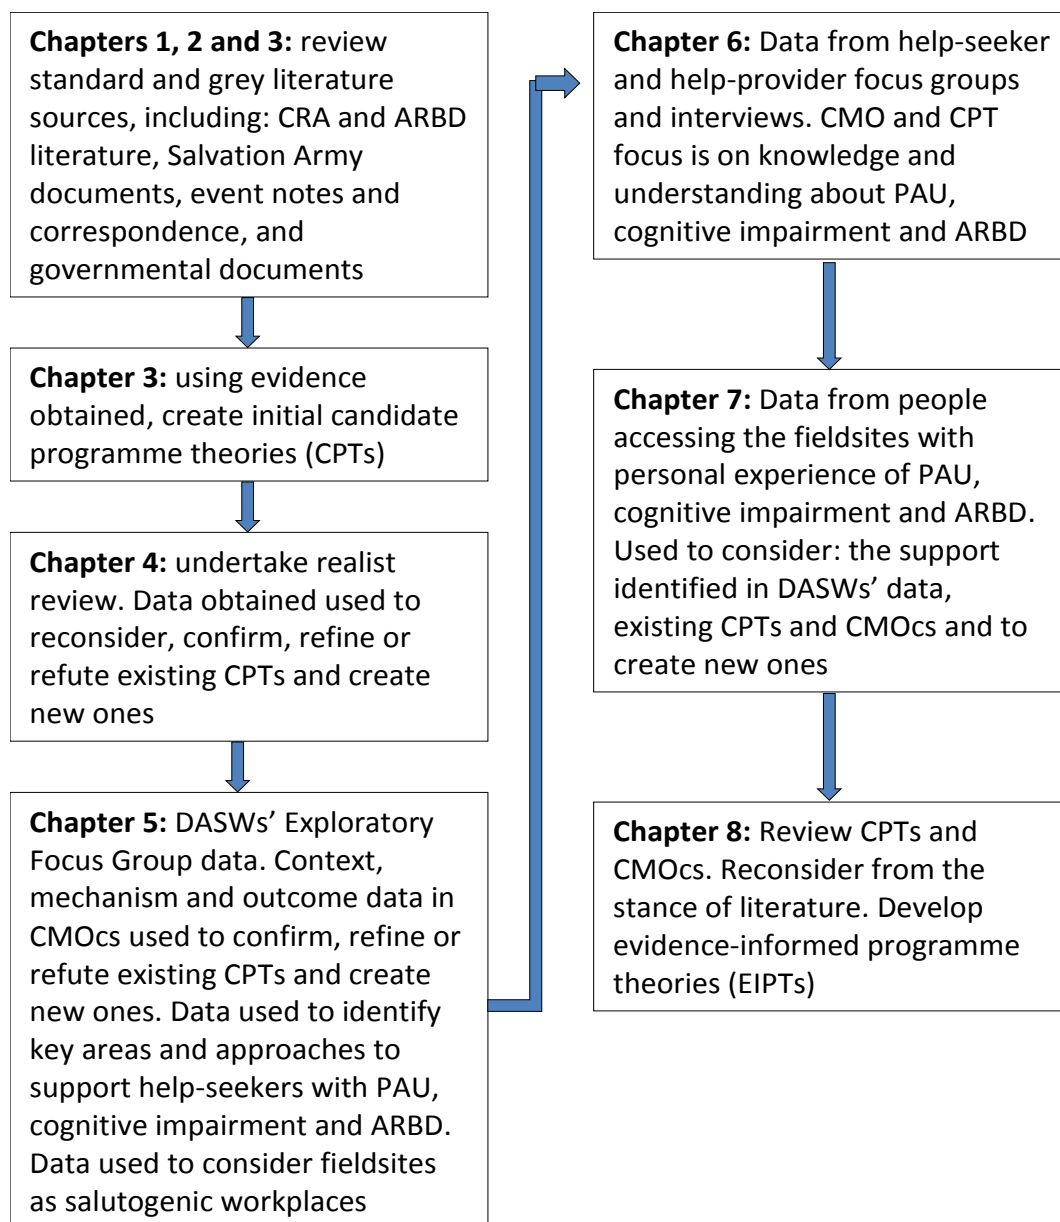 Chapters 1, 2 and 3: review
standard and grey literature
sources, including: CRA and ARBD
literature, Salvation Army
documents, event notes and
correspondence, and
governmental documents
Chapter 3: using evidence
obtained, create initial candidate
programme theories (CPTs)
Chapter 4: undertake realist
review. Data obtained used to
reconsider, confirm, refine or
refute existing CPTs and create
new ones
Chapter 5: DASWs’ Exploratory
Focus Group data. Context,
mechanism and outcome data in
CMOcs used to confirm, refine or
refute existing CPTs and create
new ones. Data used to identify
key areas and approaches to
support help-seekers with PAU,
cognitive impairment and ARBD.
Data used to consider fieldsites
as salutogenic workplaces
Chapter 6: Data from help-seeker
and help-provider focus groups
and interviews. CMO and CPT
focus is on knowledge and
understanding about PAU,
cognitive impairment and ARBD
Chapter 7: Data from people
accessing the fieldsites with
personal experience of PAU,
cognitive impairment and ARBD.
Used to consider: the support
identified in DASWs’ data,
existing CPTs and CMOcs and to
create new ones
Chapter 8: Review CPTs and
CMOcs. Reconsider from the
stance of literature. Develop
evidence-informed programme
theories (EIPTs)